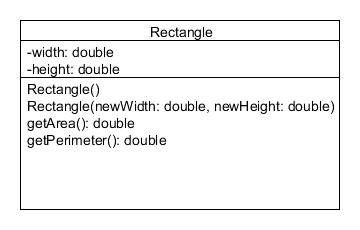 Rectangle
-width: double
-height: double
Rectangle()
Rectangle(newWidth: double, newHeight: double)
getArea(): double
getPerimeter(): double